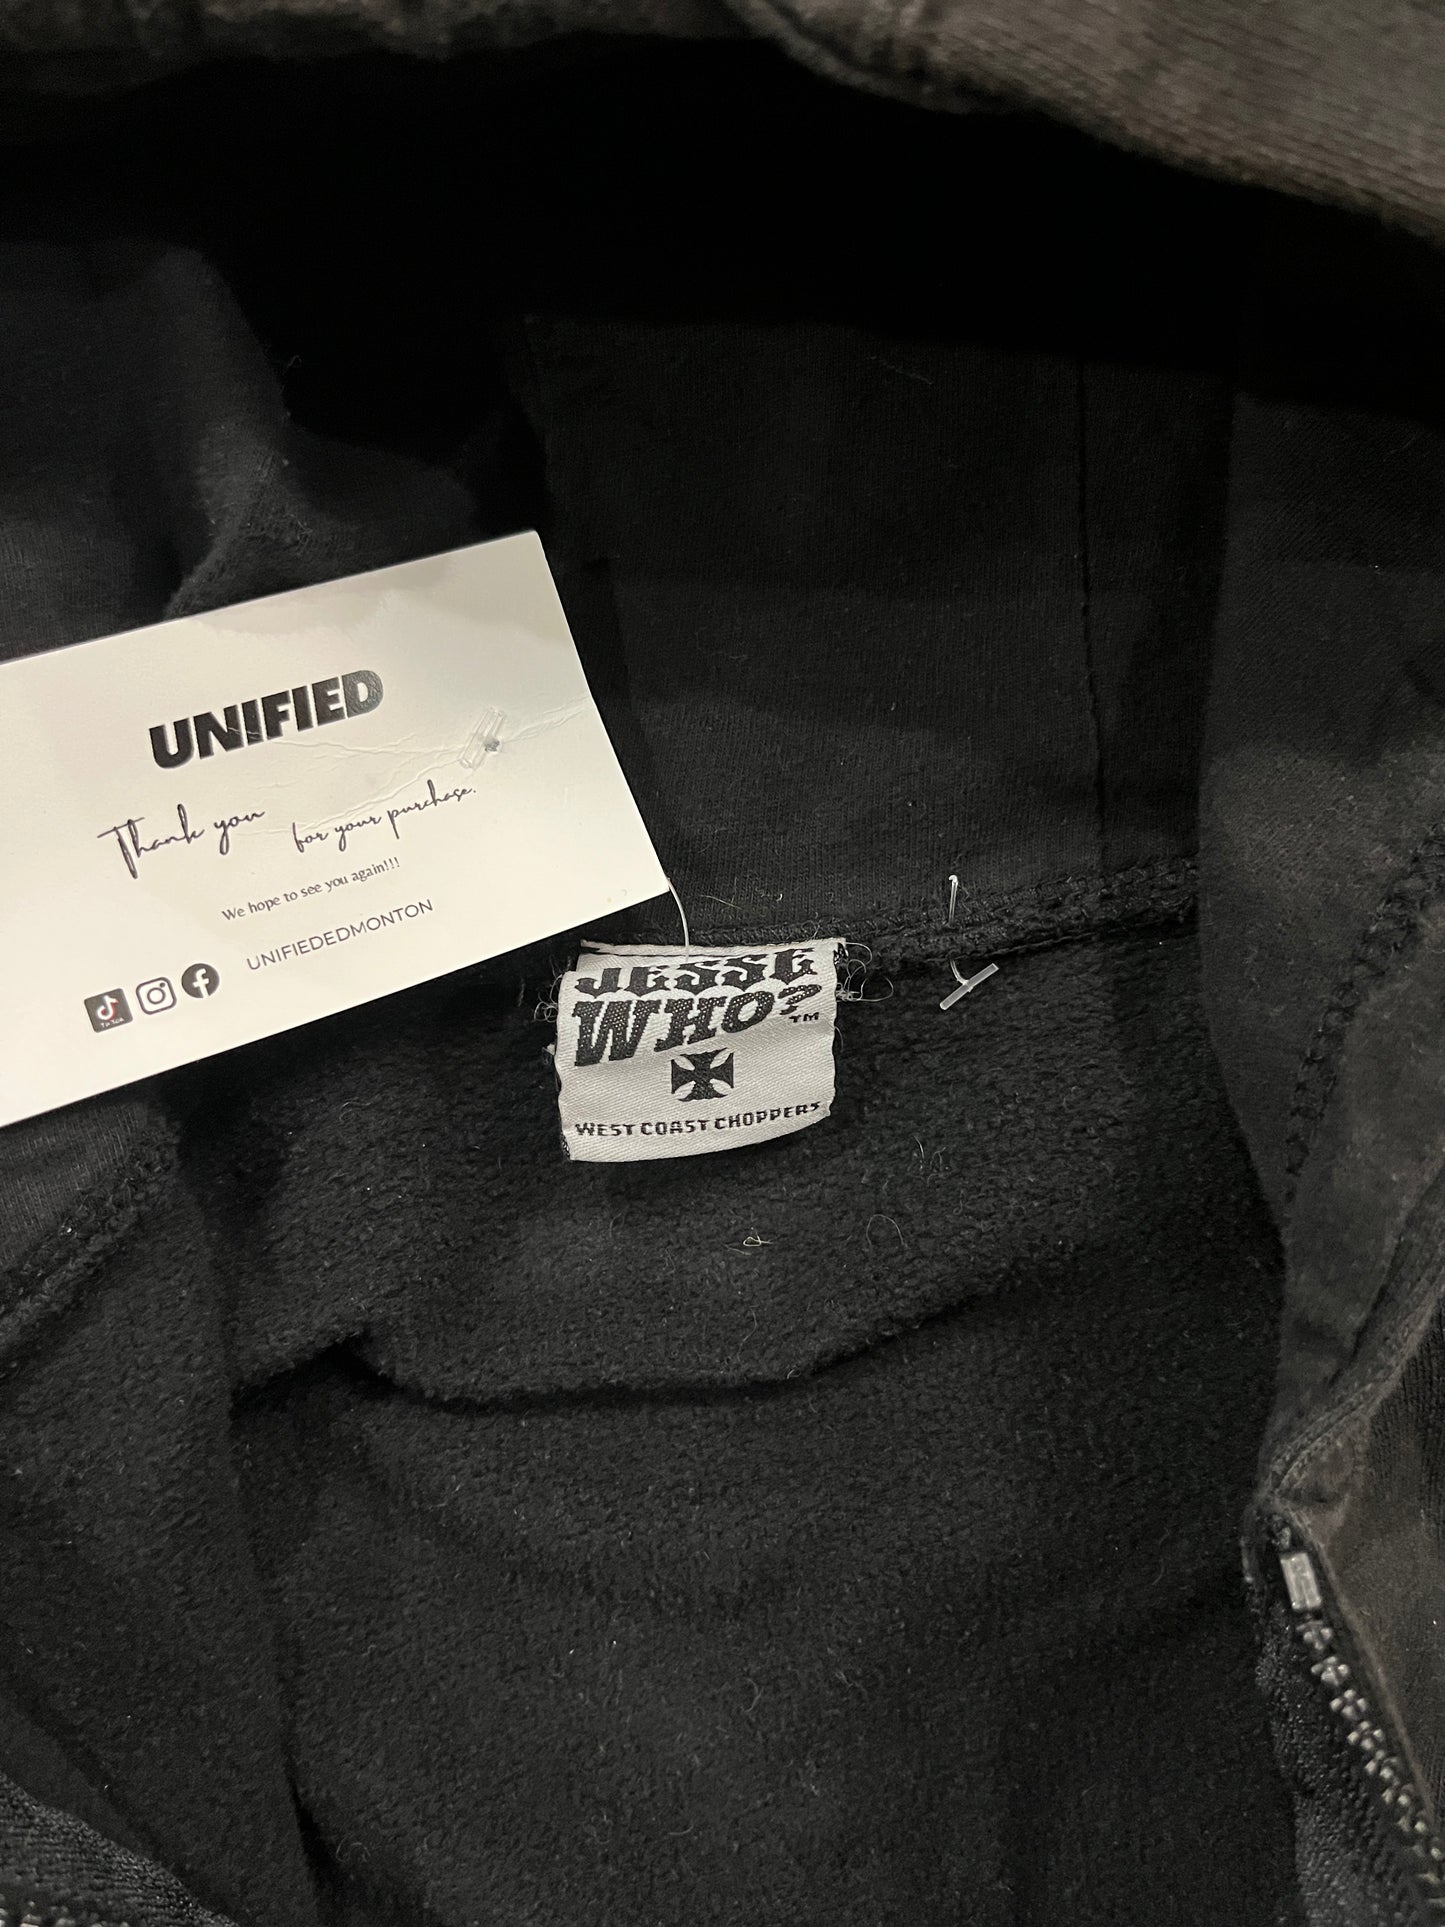 UNIFIED
Thank you
for your purchase.
We hope to see you again!!!
UNIFIEDEDMONTON
TikTok
JESSE
WHO?™
WEST COAST CHOPPERS